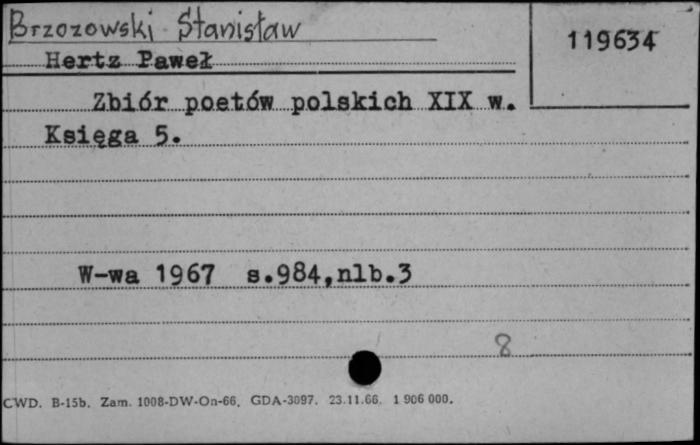 Brzozowski Stanisław
119634
Hertz Paweł
Zbiór poetów polskich XIX w.
Księga 5.
W-wa 1967 s.984,nlb.3
8
CWD. B-15b. Zam. 1008-DW-On-66. GDA-3097. 23.11.66. 1 906 000.